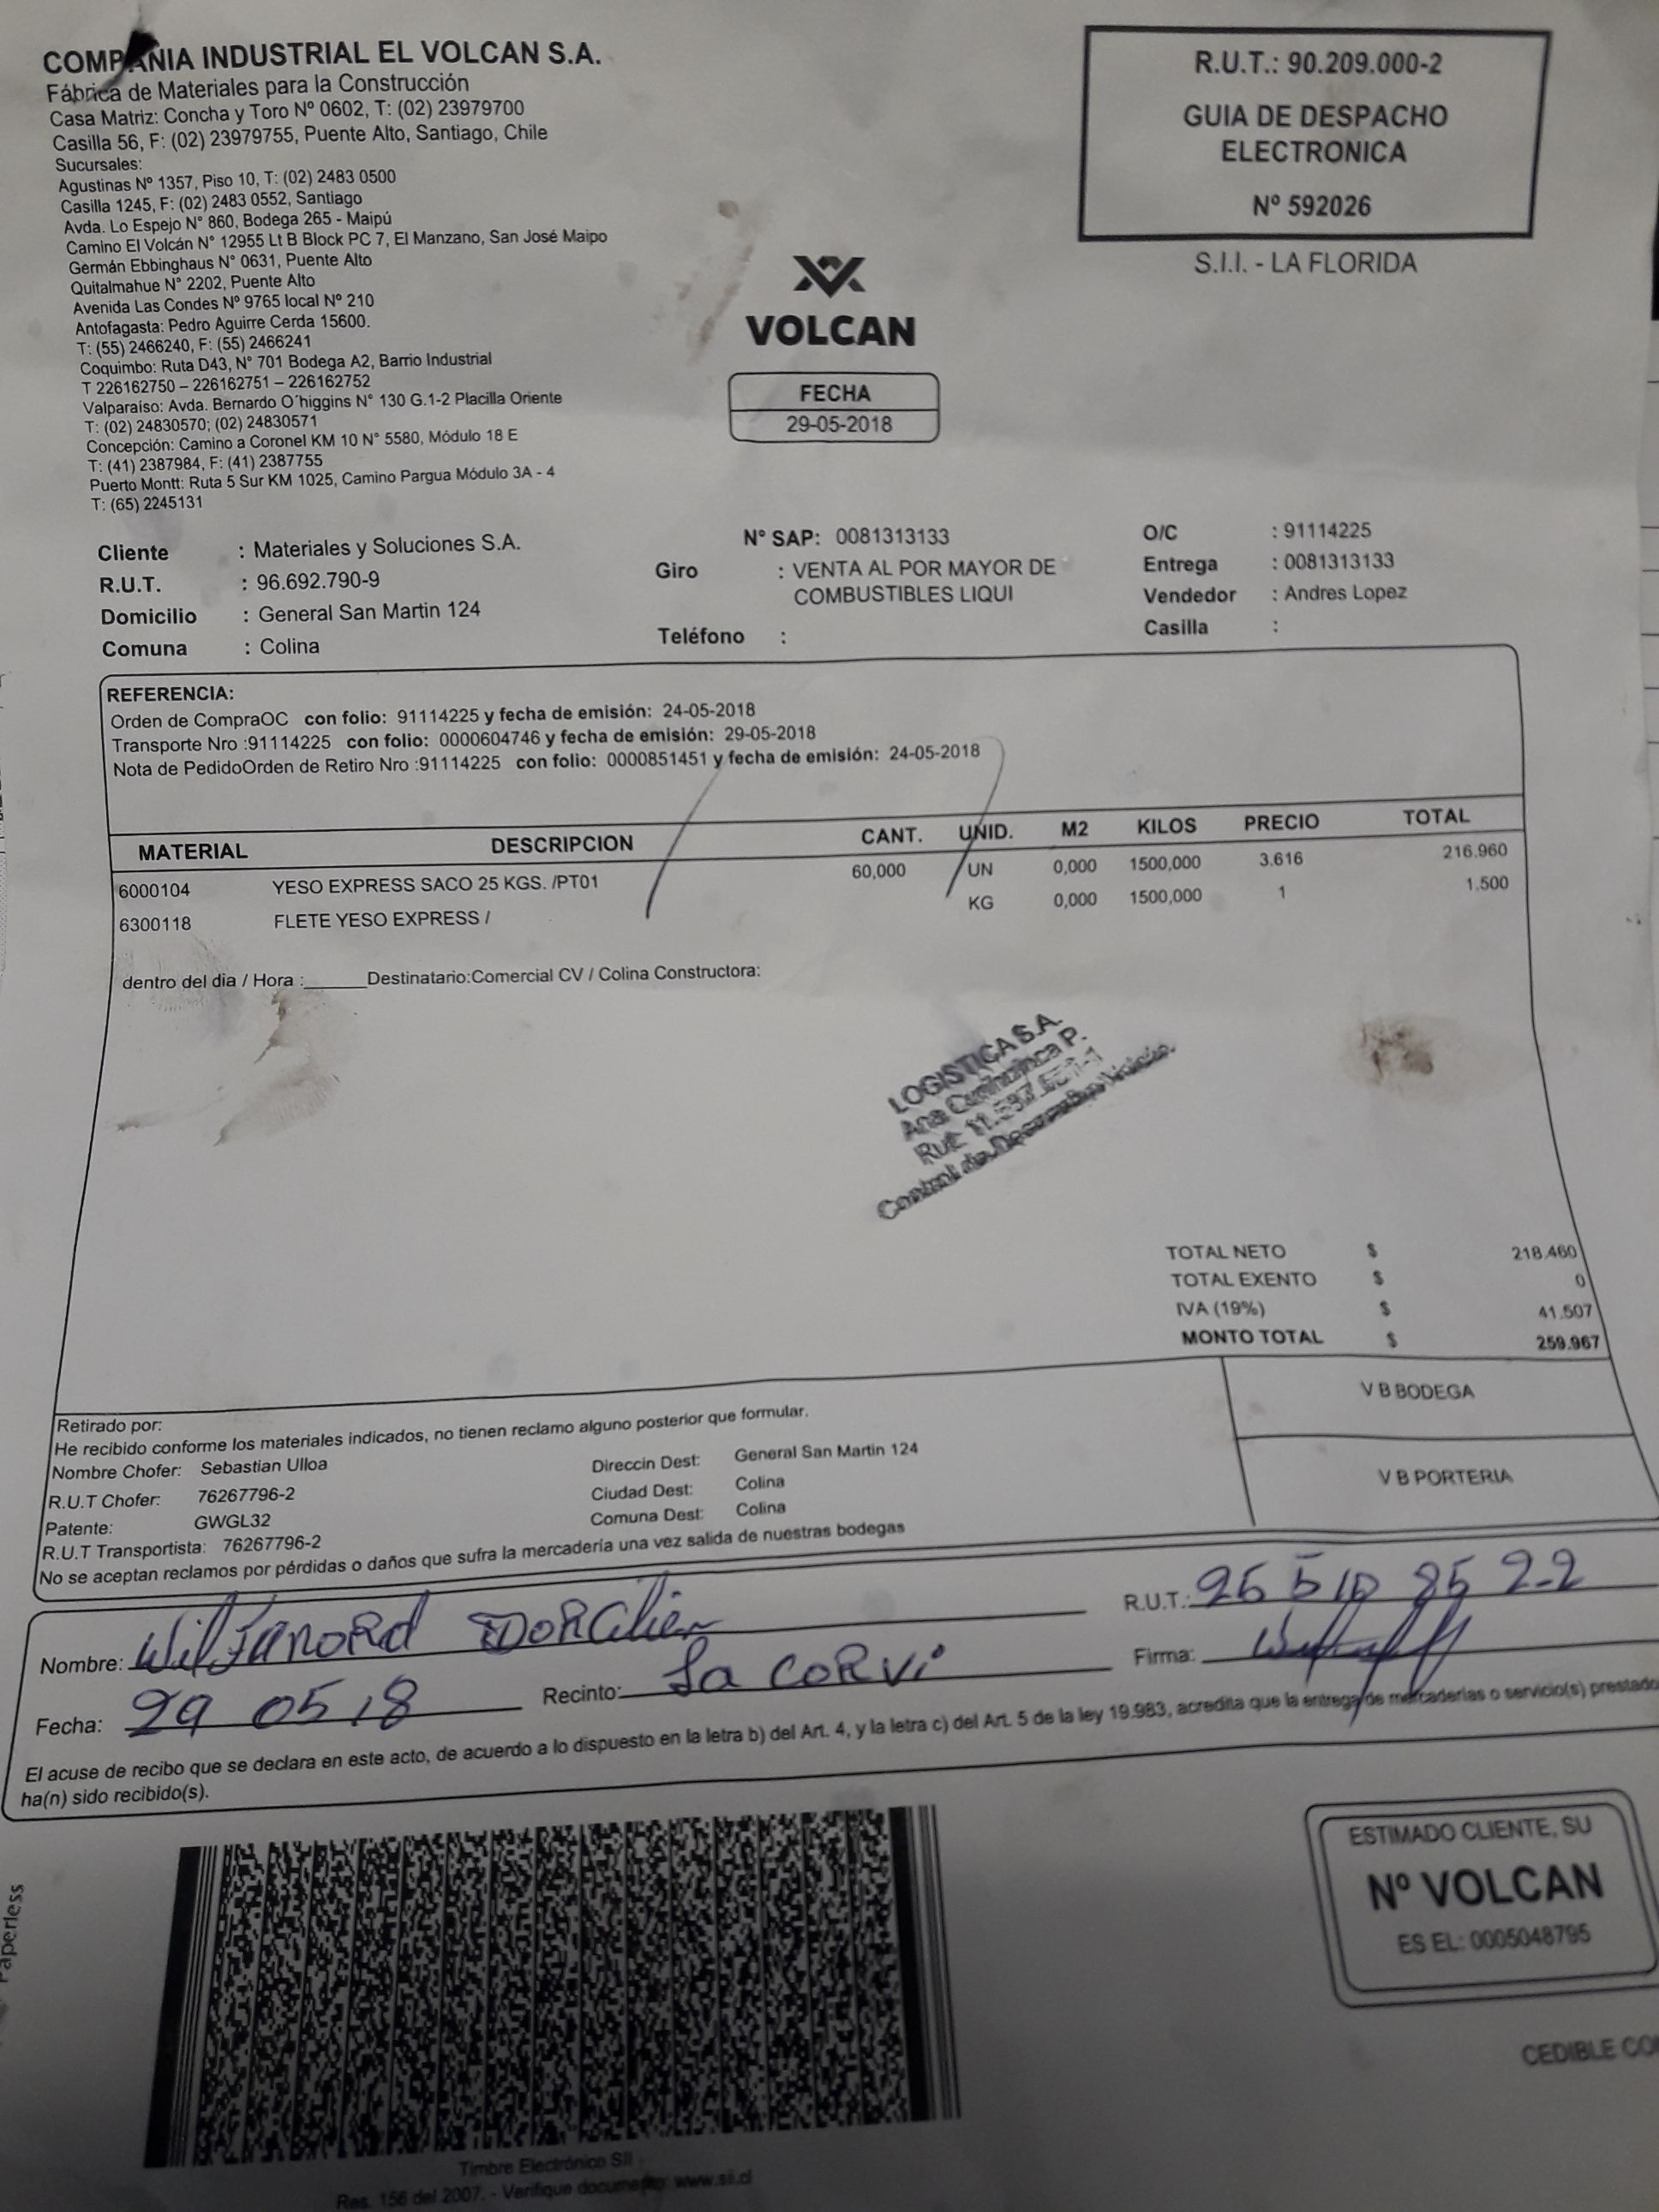 COMPAÑIA INDUSTRIAL EL VOLCAN S.A.
Fábrica de Materiales para la Construcción
Casa Matriz: Concha y Toro Nº 0602, T: (02) 23979700
Casilla 56, F: (02) 23979755, Puente Alto, Santiago, Chile
Sucursales:
Agustinas Nº 1357, Piso 10, T: (02) 2483 0500
Casilla 1245, F: (02) 2483 0552, Santiago
Avda. Lo Espejo N° 860, Bodega 265 - Maipú
Camino El Volcán N° 12955 Lt B Block PC 7, El Manzano, San José Maipo
Germán Ebbinghaus N° 0631, Puente Alto
Quitalmahue N° 2202, Puente Alto
Avenida Las Condes Nº 9765 local Nº 210
Antofagasta: Pedro Aguirre Cerda 15600.
T: (55) 2466240, F: (55) 2466241
Coquimbo: Ruta D43, N° 701 Bodega A2, Barrio Industrial
T 226162750 – 226162751 – 226162752
Valparaíso: Avda. Bernardo O´higgins N° 130 G.1-2 Placilla Oriente
T: (02) 24830570; (02) 24830571
Concepción: Camino a Coronel KM 10 N° 5580, Módulo 18 E
T: (41) 2387984, F: (41) 2387755
Puerto Montt: Ruta 5 Sur KM 1025, Camino Pargua Módulo 3A - 4
T: (65) 2245131
R.U.T.: 90.209.000-2
GUIA DE DESPACHO
ELECTRONICA
Nº 592026
S.I.I. - LA FLORIDA
VOLCAN
FECHA
29-05-2018
Cliente : Materiales y Soluciones S.A.
R.U.T. : 96.692.790-9
Domicilio : General San Martin 124
Comuna : Colina
N° SAP: 0081313133
Giro : VENTA AL POR MAYOR DE
COMBUSTIBLES LIQUI
Teléfono :
O/C : 91114225
Entrega : 0081313133
Vendedor : Andres Lopez
Casilla :
REFERENCIA:
Orden de CompraOC con folio: 91114225 y fecha de emisión: 24-05-2018
Transporte Nro :91114225 con folio: 0000604746 y fecha de emisión: 29-05-2018
Nota de PedidoOrden de Retiro Nro :91114225 con folio: 0000851451 y fecha de emisión: 24-05-2018
MATERIAL DESCRIPCION CANT. UNID. M2 KILOS PRECIO TOTAL
6000104 YESO EXPRESS SACO 25 KGS. /PT01 60,000 UN 0,000 1500,000 3.616 216.960
6300118 FLETE YESO EXPRESS / KG 0,000 1500,000 1 1.500
dentro del dia / Hora :______Destinatario:Comercial CV / Colina Constructora:
LOGISTICA S.A.
Ana P.
Rut:
TOTAL NETO $ 218.460
TOTAL EXENTO $ 0
IVA (19%) $ 41.507
MONTO TOTAL $ 259.967
V B BODEGA
V B PORTERIA
Retirado por:
He recibido conforme los materiales indicados, no tienen reclamo alguno posterior que formular.
Nombre Chofer: Sebastian Ulloa
R.U.T Chofer: 76267796-2
Patente: GWGL32
R.U.T Transportista: 76267796-2
Direccin Dest: General San Martin 124
Ciudad Dest: Colina
Comuna Dest: Colina
No se aceptan reclamos por pérdidas o daños que sufra la mercadería una vez salida de nuestras bodegas
Nombre: Wilfanord DORcilien
R.U.T.:
Fecha: 29 05 18
Recinto: La CORVi
Firma:
El acuse de recibo que se declara en este acto, de acuerdo a lo dispuesto en la letra b) del Art. 4, y la letra c) del Art. 5 de la ley 19.983, acredita que la entrega de mercaderías o servicio(s) prestado
ha(n) sido recibido(s).
Paperless
ESTIMADO CLIENTE, SU
Nº VOLCAN
ES EL: 0005048795
CEDIBLE
Timbre Electrónico SII
Res. 156 del 2007. - Verifique documento: www.sii.cl